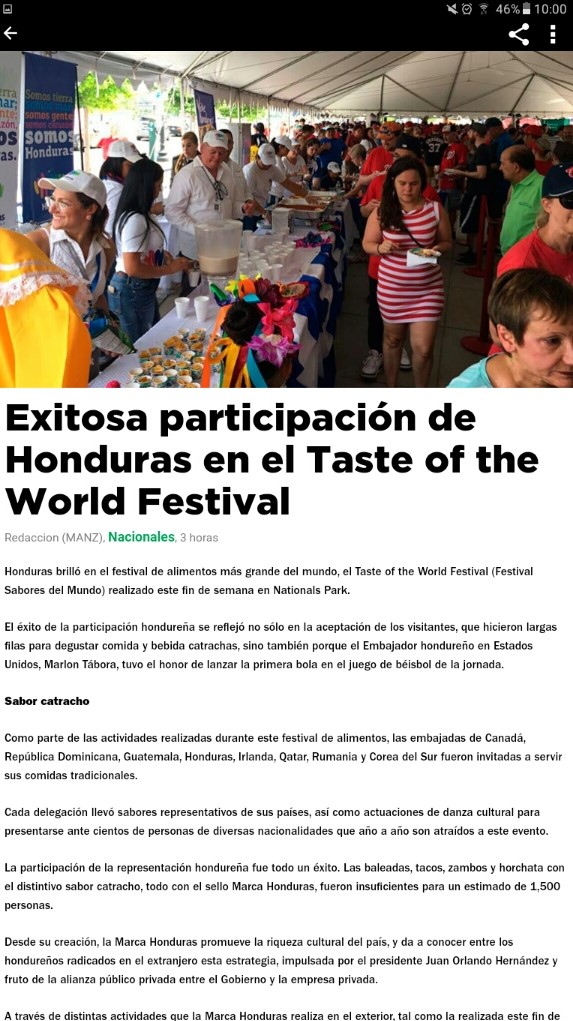 46% 10:00
Somos tierra
somos gente
somos
Honduras
Exitosa participación de
Honduras en el Taste of the
World Festival
Redaccion (MANZ), Nacionales, 3 horas
Honduras brilló en el festival de alimentos más grande del mundo, el Taste of the World Festival (Festival
Sabores del Mundo) realizado este fin de semana en Nationals Park.
El éxito de la participación hondureña se reflejó no sólo en la aceptación de los visitantes, que hicieron largas
filas para degustar comida y bebida catrachas, sino también porque el Embajador hondureño en Estados
Unidos, Marlon Tábora, tuvo el honor de lanzar la primera bola en el juego de béisbol de la jornada.
Sabor catracho
Como parte de las actividades realizadas durante este festival de alimentos, las embajadas de Canadá,
República Dominicana, Guatemala, Honduras, Irlanda, Qatar, Rumania y Corea del Sur fueron invitadas a servir
sus comidas tradicionales.
Cada delegación llevó sabores representativos de sus países, así como actuaciones de danza cultural para
presentarse ante cientos de personas de diversas nacionalidades que año a año son atraídos a este evento.
La participación de la representación hondureña fue todo un éxito. Las baleadas, tacos, zambos y horchata con
el distintivo sabor catracho, todo con el sello Marca Honduras, fueron insuficientes para un estimado de 1,500
personas.
Desde su creación, la Marca Honduras promueve la riqueza cultural del país, y da a conocer entre los
hondureños radicados en el extranjero esta estrategia, impulsada por el presidente Juan Orlando Hernández y
fruto de la alianza público privada entre el Gobierno y la empresa privada.
A través de distintas actividades que la Marca Honduras realiza en el exterior, tal como la realizada este fin de